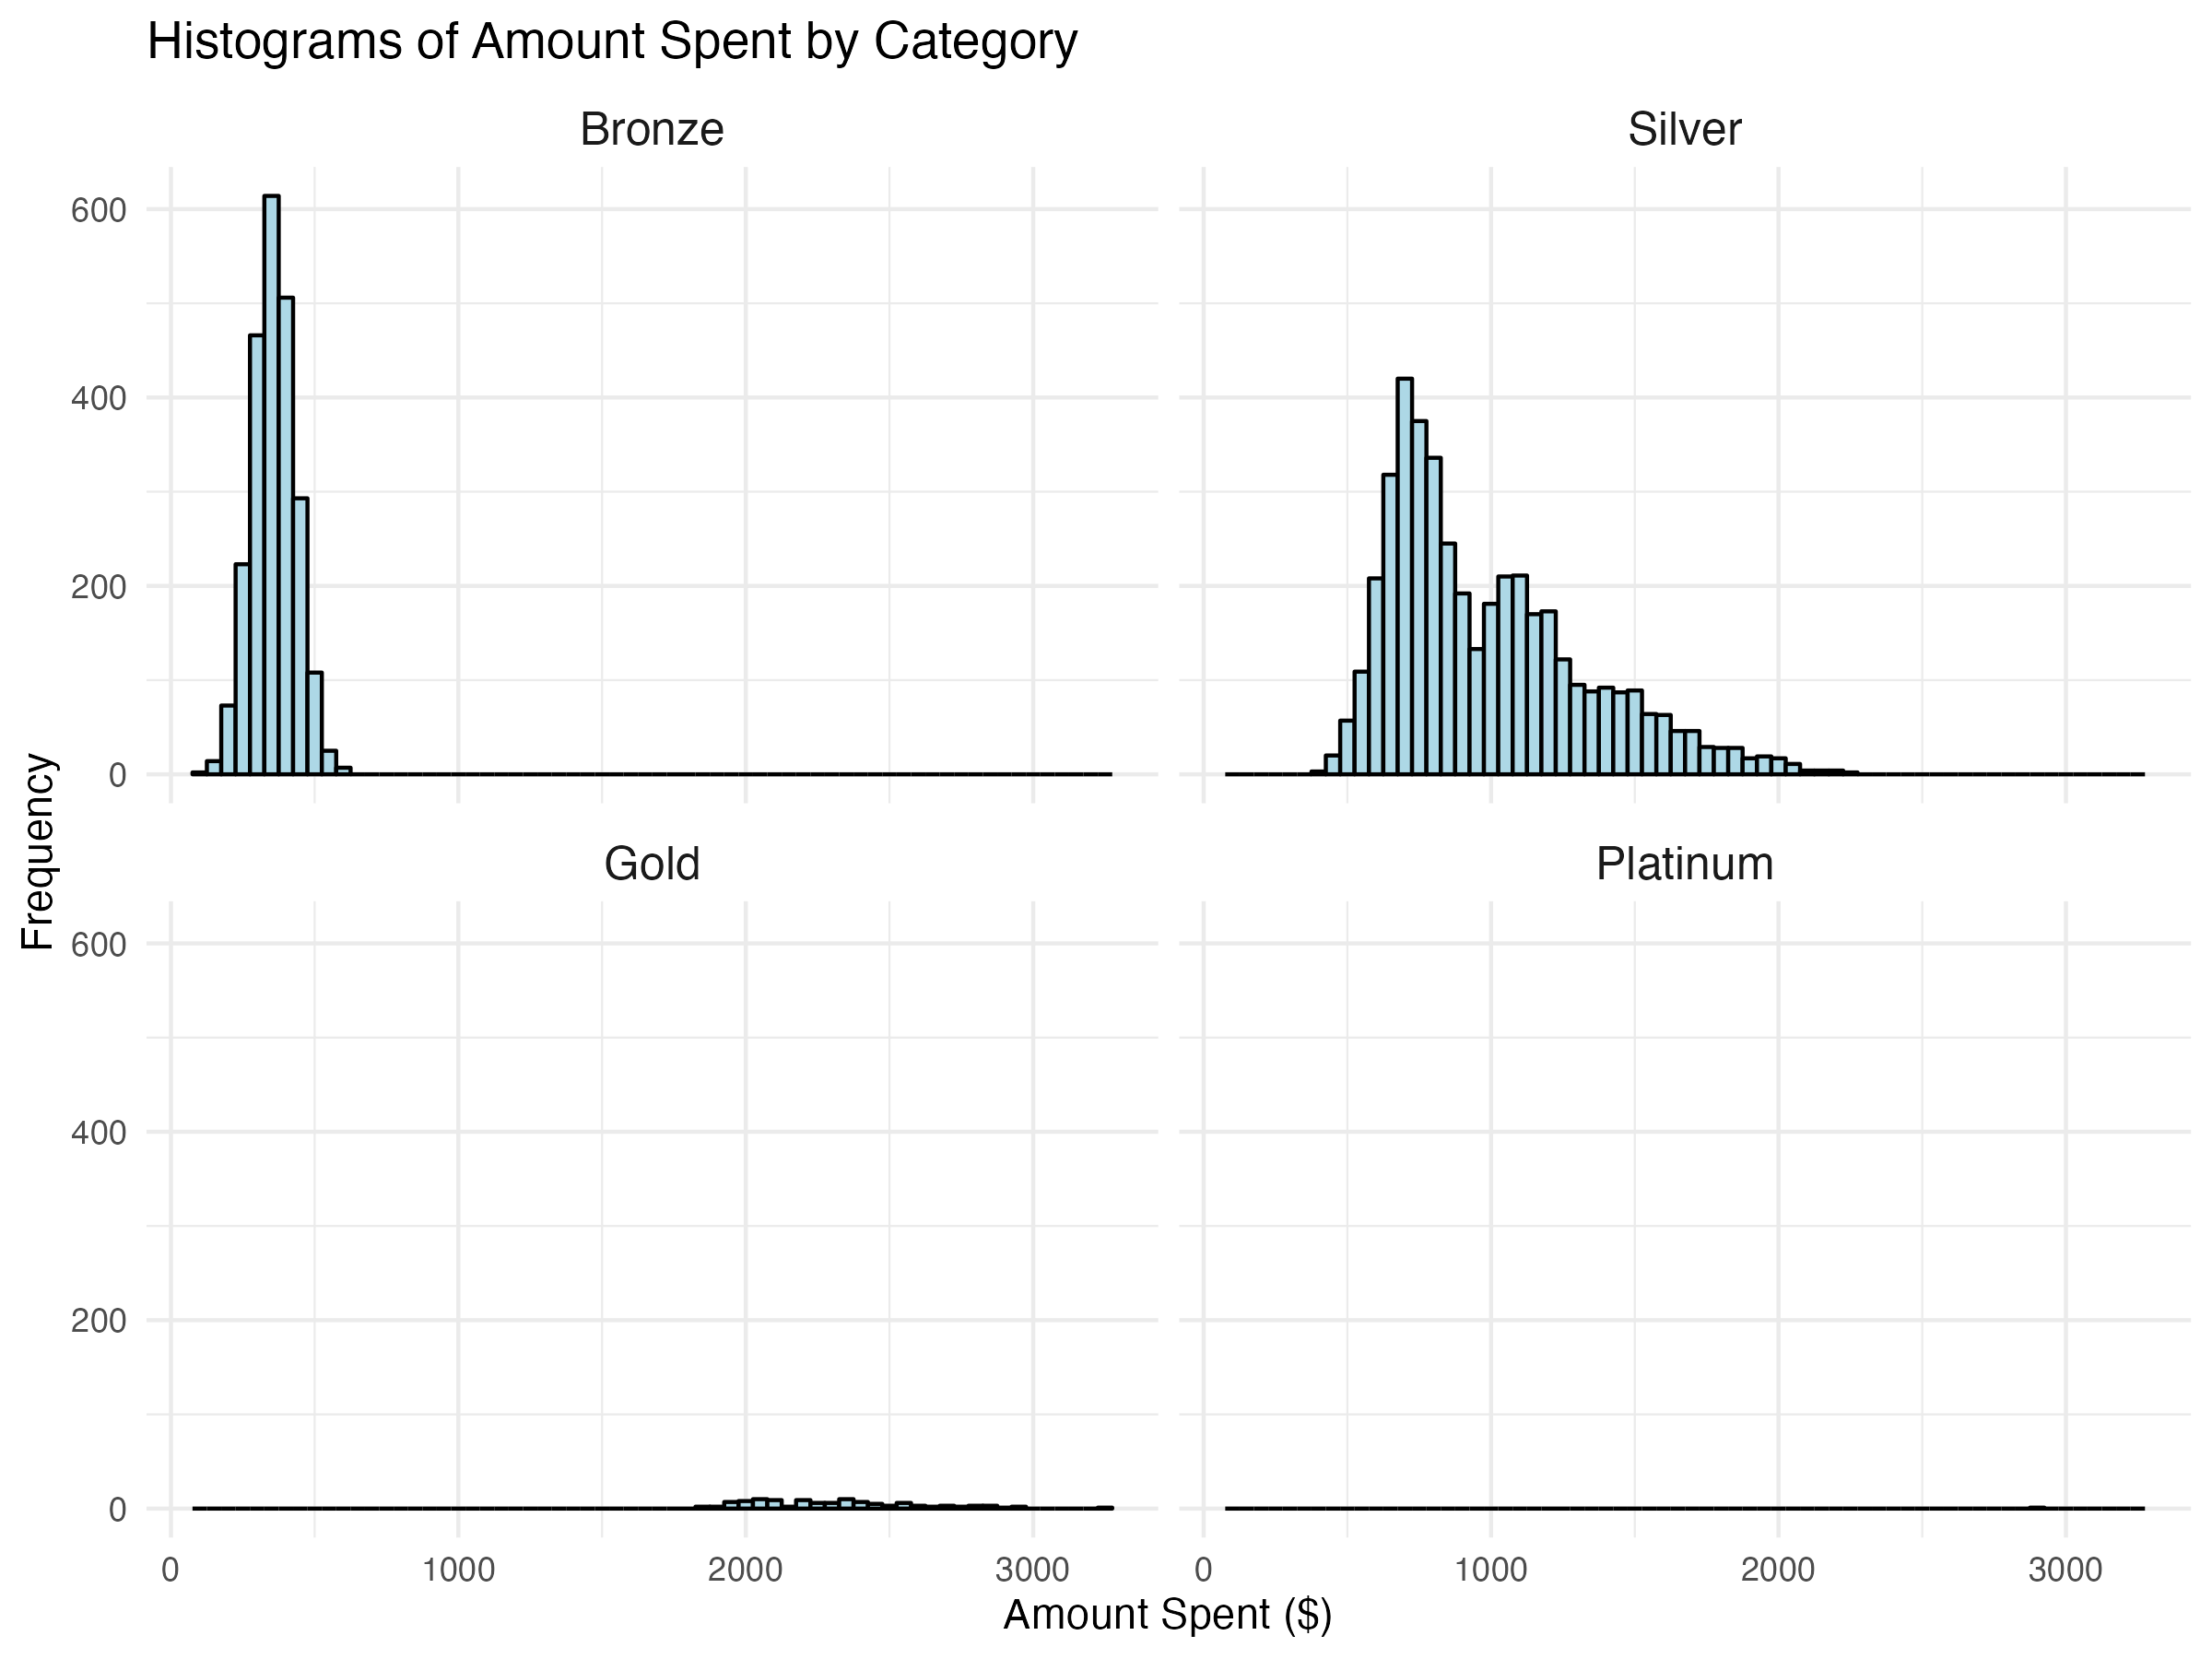 Histograms of Amount Spent by Category
Bronze
Silver
600
400
200
0
Gold
Platinum
Frequency
600
400
200
0
0 1000 2000 3000
0 1000 2000 3000
Amount Spent ($)